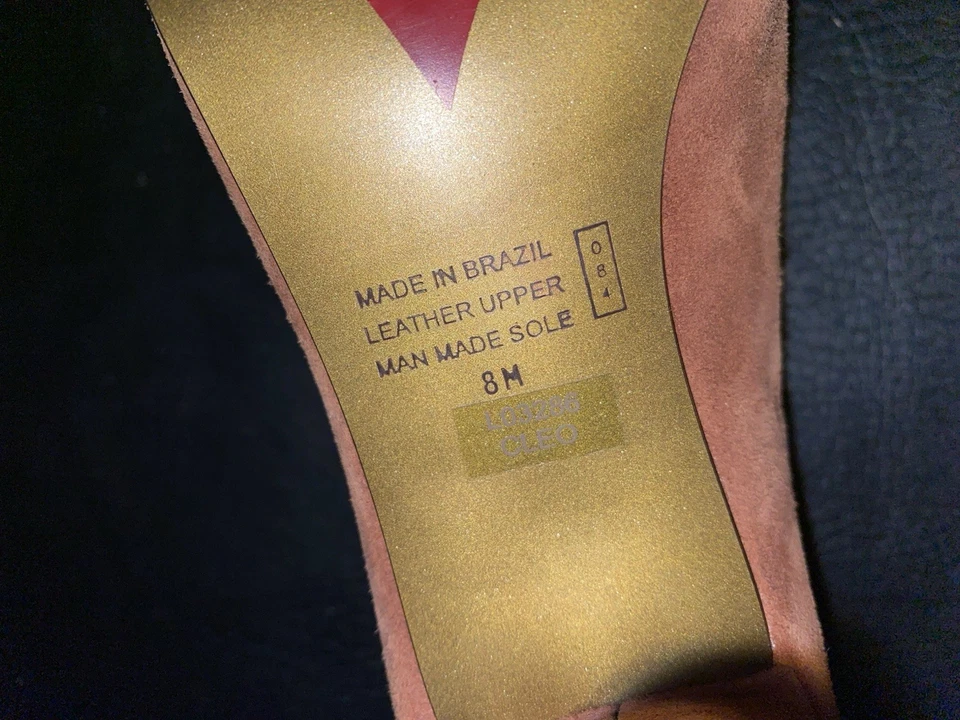 MADE IN BRAZIL
LEATHER UPPER
MAN MADE SOLE
084
8M
CLEO